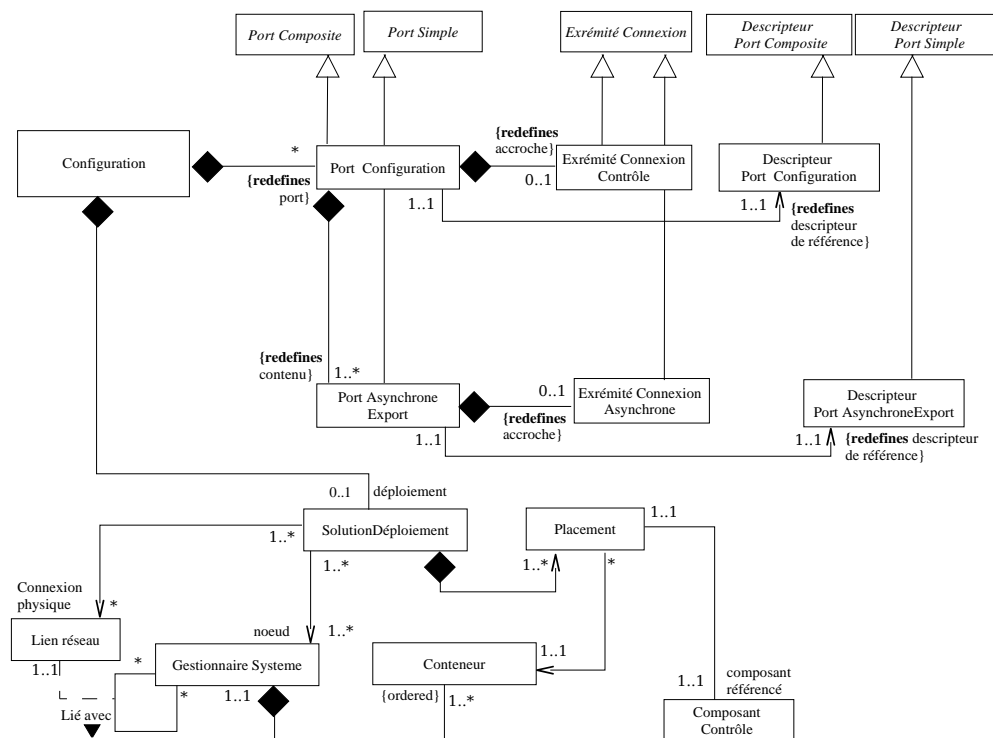 Port Composite
Port Simple
Exrémité Connexion
Descripteur
Port Composite
Descripteur
Port Simple
Configuration
*
{redefines
port}
Port Configuration
{redefines
accroche}
0..1
Exrémité Connexion
Contrôle
Descripteur
Port Configuration
1..1
1..1
{redefines
descripteur
de référence}
{redefines
contenu}
1..*
Port Asynchrone
Export
0..1
{redefines
accroche}
Exrémité Connexion
Asynchrone
Descripteur
Port AsynchroneExport
1..1
1..1
{redefines descripteur
de référence}
0..1
déploiement
SolutionDéploiement
1..*
1..*
Placement
1..1
1..*
*
Connexion
physique
*
Lien réseau
1..1
noeud
1..*
Gestionnaire Systeme
*
*
1..1
Lié avec
Conteneur
1..1
{ordered}
1..*
composant
référencé
1..1
Composant
Contrôle